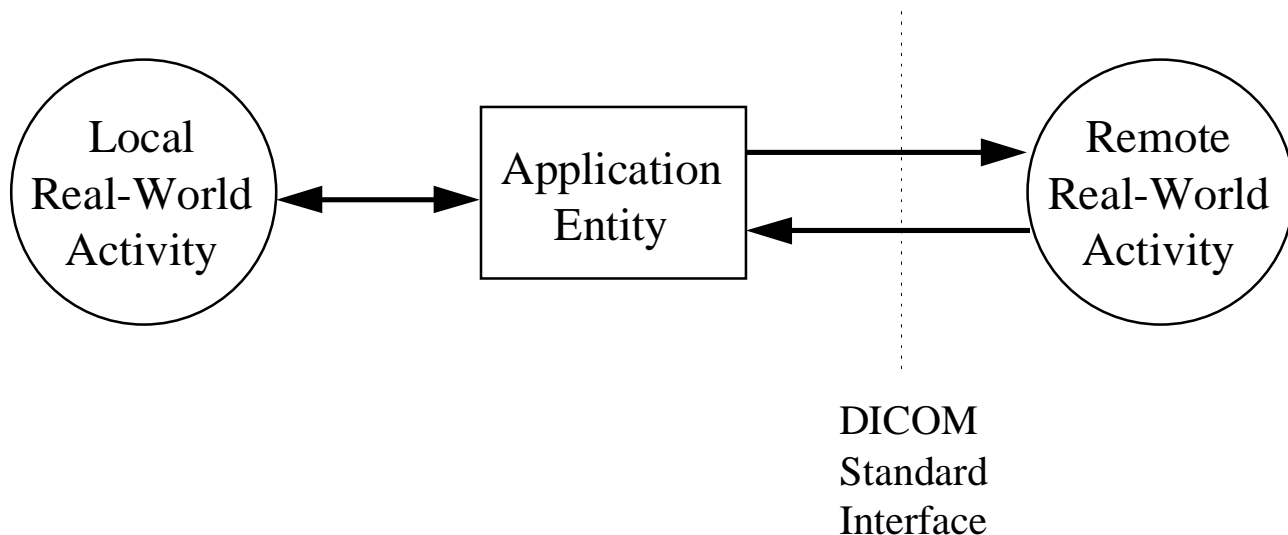 Local
Real-World
Activity
Application
Entity
Remote
Real-World
Activity
DICOM
Standard
Interface